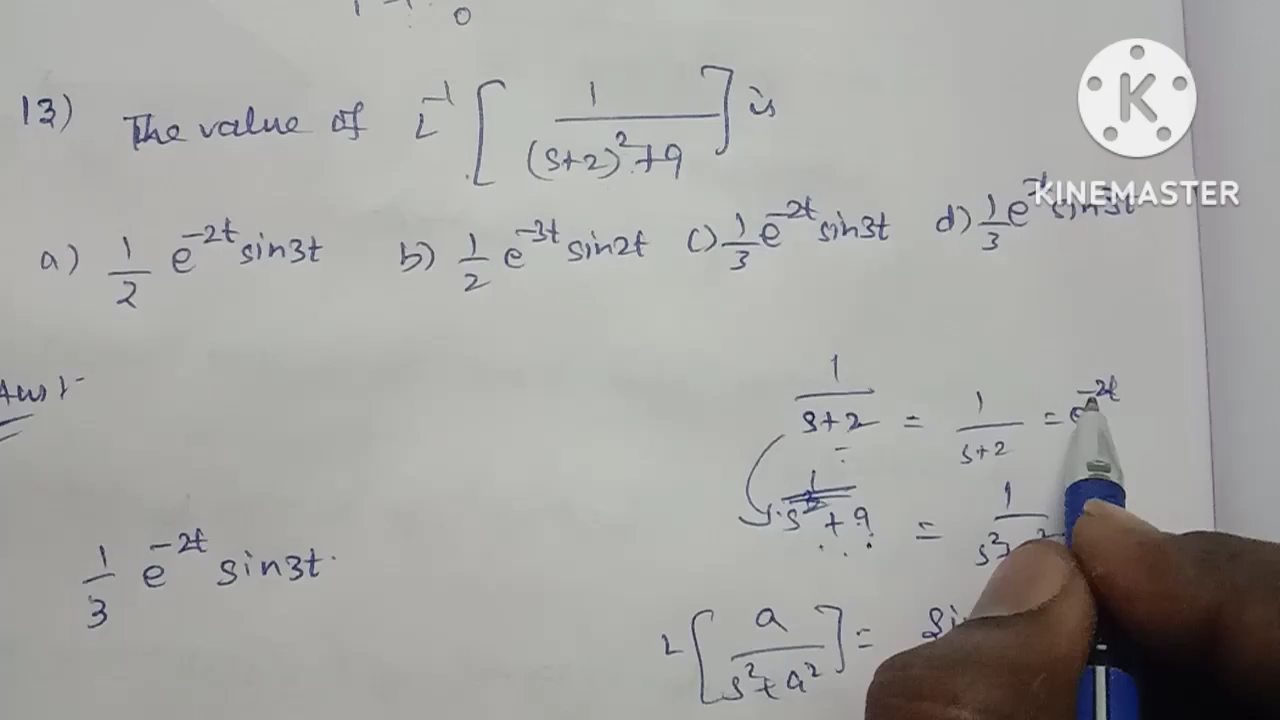 13) The value of L⁻¹ [ 1 / (s+2)² + 9 ] is
K
KINEMASTER
a) 1/2 e^-2t sin3t b) 1/2 e^-3t sin2t c) 1/3 e^-2t sin3t d) 1/3 e sin3t
Ans:-
1/(s+2) = 1/(s+2) = e^-2t
1/(s²+9) = 1/s²
1/3 e^-2t sin3t.
L [ a / (s²+a²) ] =